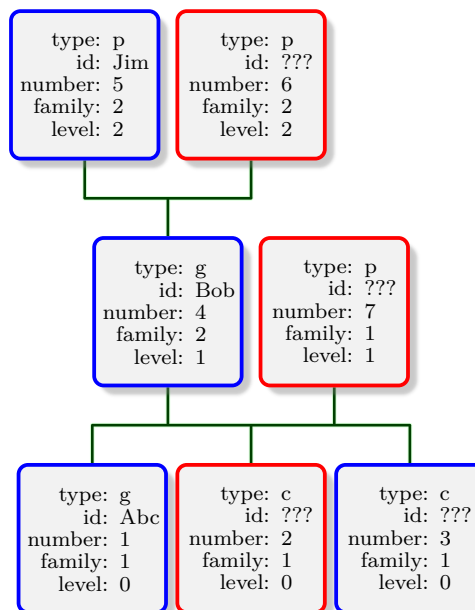 type: p
id: Jim
number: 5
family: 2
level: 2
type: p
id: ???
number: 6
family: 2
level: 2
type: g
id: Bob
number: 4
family: 2
level: 1
type: p
id: ???
number: 7
family: 1
level: 1
type: g
id: Abc
number: 1
family: 1
level: 0
type: c
id: ???
number: 2
family: 1
level: 0
type: c
id: ???
number: 3
family: 1
level: 0